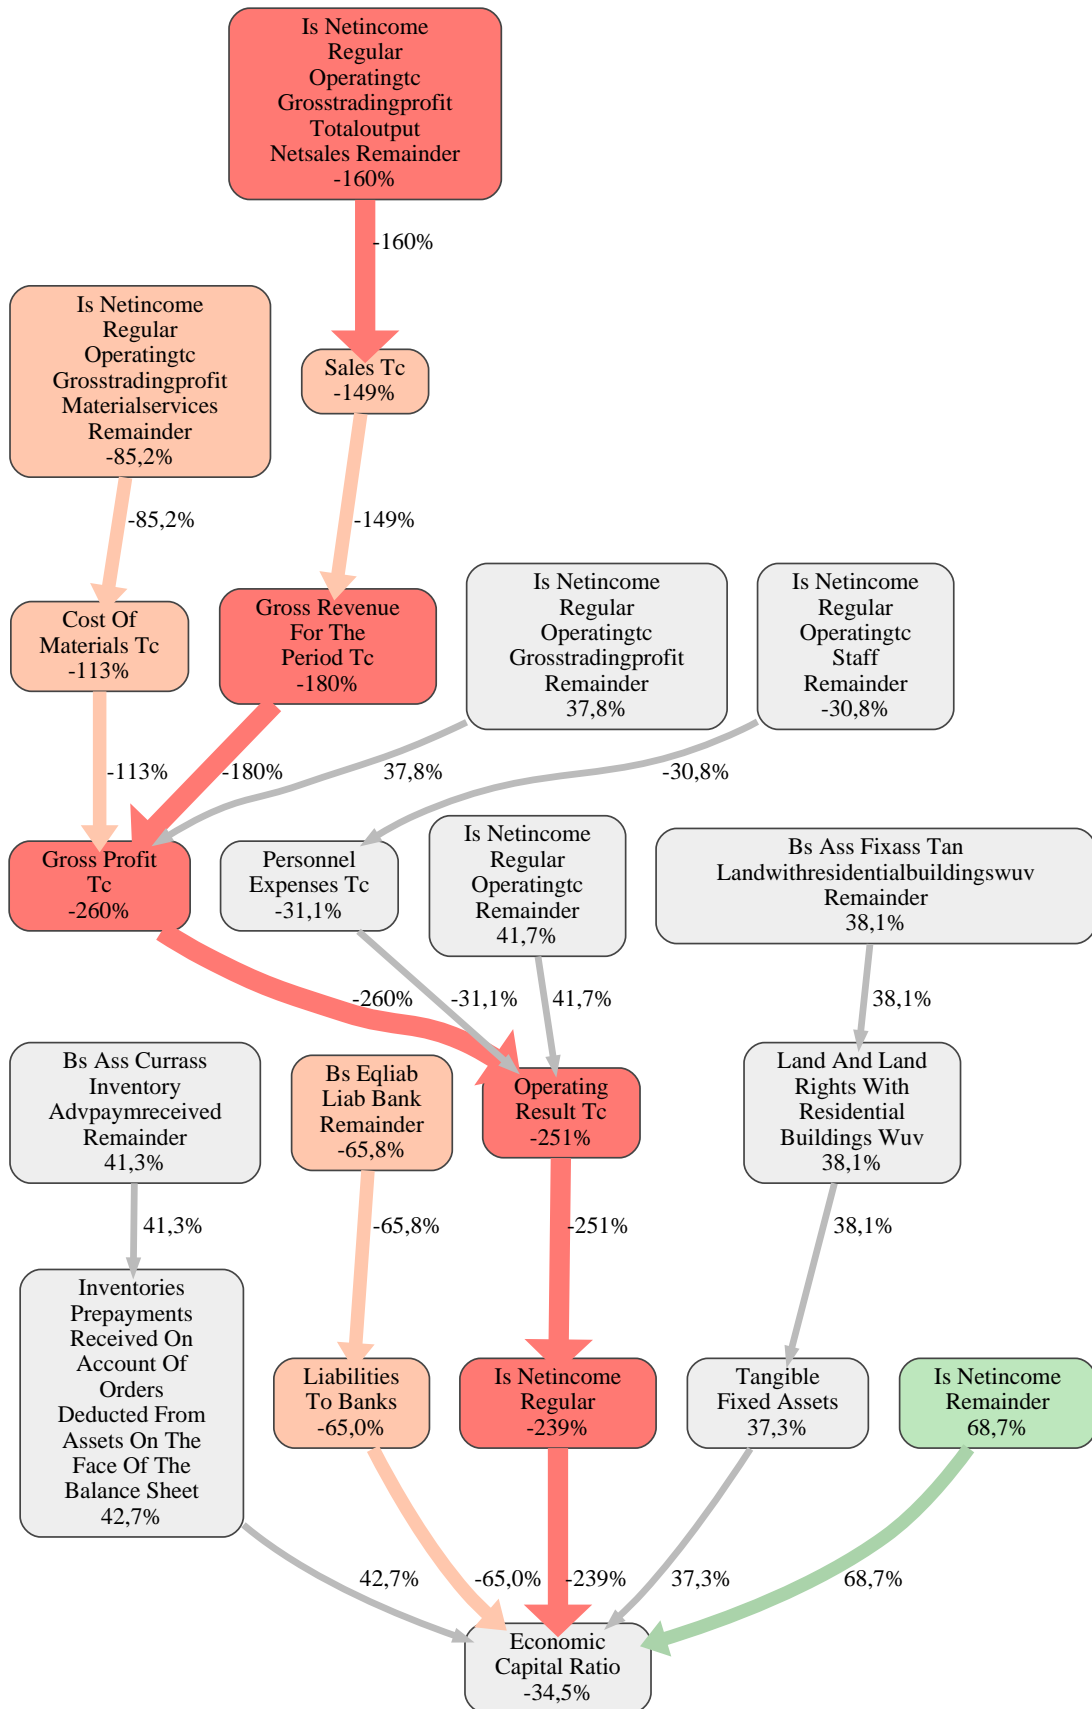 Is Netincome
Regular
Operatingtc
Grosstradingprofit
Totaloutput
Netsales Remainder
-160%
-160%
Is Netincome
Regular
Operatingtc
Grosstradingprofit
Materialservices
Remainder
-85,2%
Sales Tc
-149%
-85,2%
-149%
Is Netincome
Regular
Operatingtc
Grosstradingprofit
Remainder
37,8%
Is Netincome
Regular
Operatingtc
Staff
Remainder
-30,8%
Cost Of
Materials Tc
-113%
Gross Revenue
For The
Period Tc
-180%
-113%
-180%
37,8%
-30,8%
Gross Profit
Tc
-260%
Personnel
Expenses Tc
-31,1%
Is Netincome
Regular
Operatingtc
Remainder
41,7%
Bs Ass Fixass Tan
Landwithresidentialbuildingswuv
Remainder
38,1%
-260%
-31,1%
41,7%
38,1%
Bs Ass Currass
Inventory
Advpaymreceived
Remainder
41,3%
Bs Eqliab
Liab Bank
Remainder
-65,8%
Operating
Result Tc
-251%
Land And Land
Rights With
Residential
Buildings Wuv
38,1%
41,3%
-65,8%
-251%
38,1%
Inventories
Prepayments
Received On
Account Of
Orders
Deducted From
Assets On The
Face Of The
Balance Sheet
42,7%
Liabilities
To Banks
-65,0%
Is Netincome
Regular
-239%
Tangible
Fixed Assets
37,3%
Is Netincome
Remainder
68,7%
42,7%
-65,0%
-239%
37,3%
68,7%
Economic
Capital Ratio
-34,5%